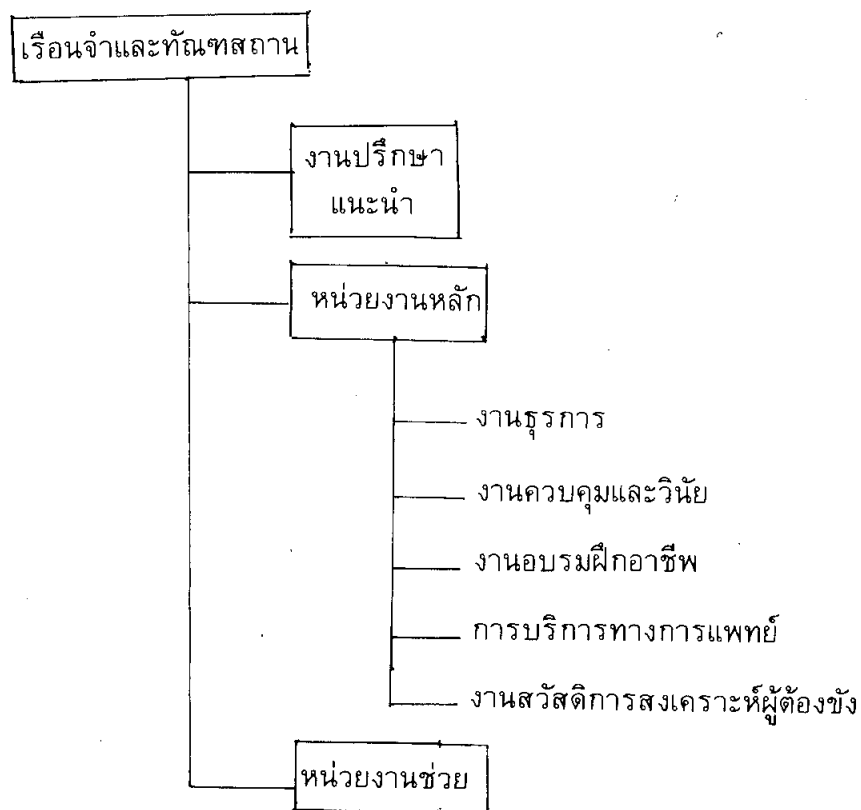 เรือนจำและทัณฑสถาน
งานปรึกษา
แนะนำ
หน่วยงานหลัก
งานธุรการ
งานควบคุมและวินัย
งานอบรมฝึกอาชีพ
การบริการทางการแพทย์
งานสวัสดิการสงเคราะห์ผู้ต้องขัง
หน่วยงานช่วย